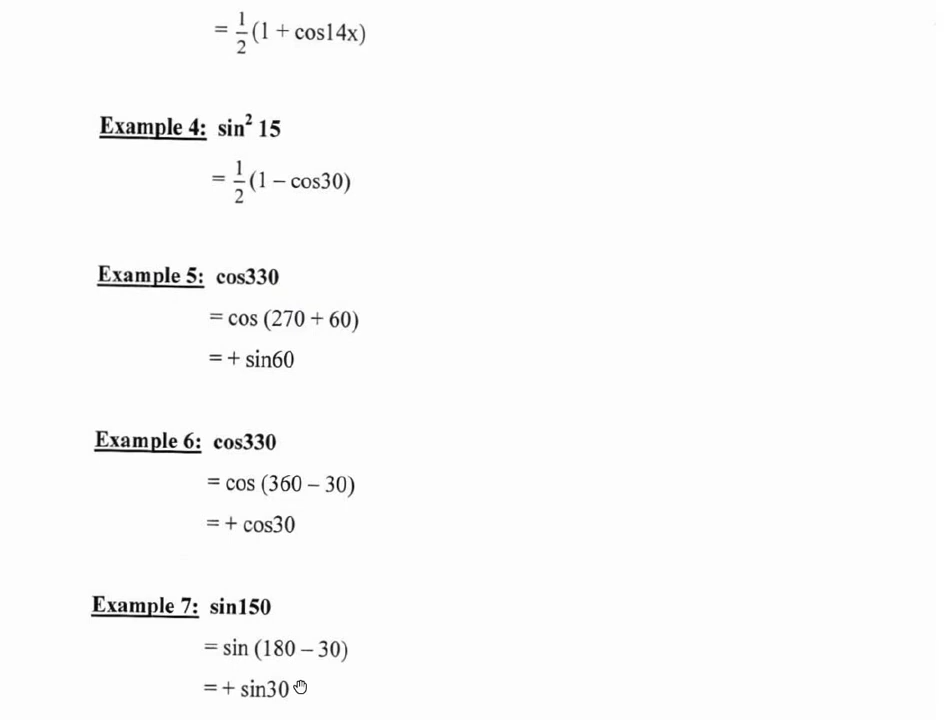 = 1/2 (1 + cos14x)
Example 4: sin² 15
= 1/2 (1 – cos30)
Example 5: cos330
= cos (270 + 60)
= + sin60
Example 6: cos330
= cos (360 – 30)
= + cos30
Example 7: sin150
= sin (180 – 30)
= + sin30